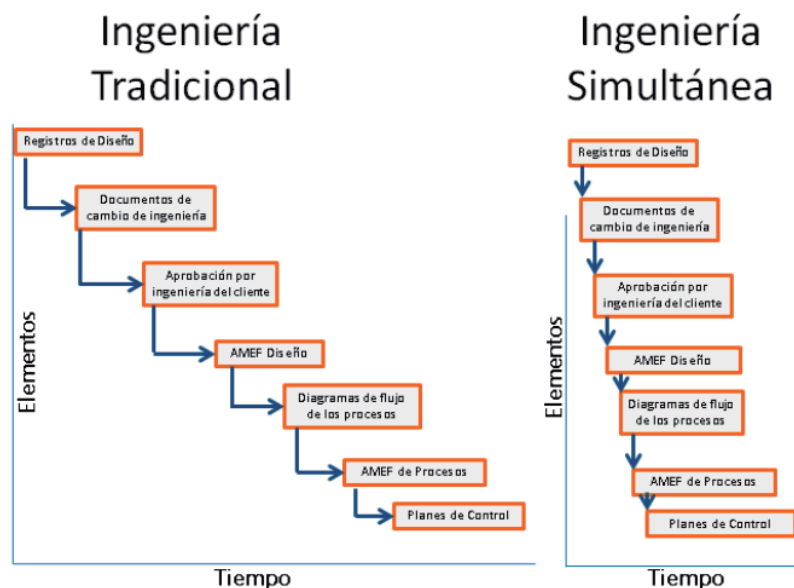 Ingeniería
Tradicional
Registros de Diseño
Documentos de
cambio de ingeniería
Aprobación por
ingeniería del cliente
AMEF Diseño
Diagramas de flujo
de los procesos
AMEF de Procesos
Planes de Control
Elementos
Tiempo
Ingeniería
Simultánea
Registros de Diseño
Documentos de
cambio de ingeniería
Aprobación por
ingeniería del cliente
AMEF Diseño
Diagramas de flujo
de los procesos
AMEF de Procesos
Planes de Control
Elementos
Tiempo